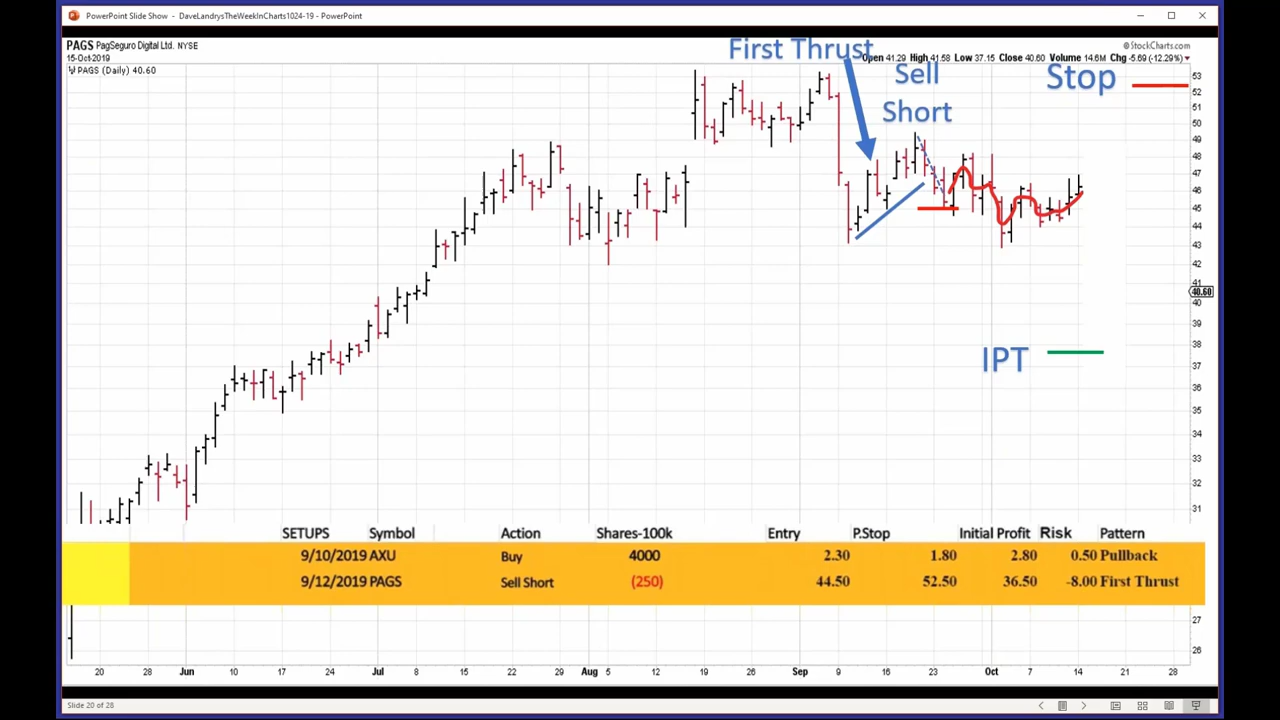 PowerPoint Slide Show - DaveLandrysTheWeekInCharts1024-19 - PowerPoint
PAGS PagSeguro Digital Ltd. NYSE
© StockCharts.com
15-Oct-2019
Open 41.29 High 41.58 Low 37.15 Close 40.60 Volume 14.6M Chg -5.69 (-12.29%)
PAGS (Daily) 40.60
First Thrust
Sell
Short
Stop
IPT
53
52
51
50
49
48
47
46
45
44
43
42
41
40.60
40
39
38
37
36
35
34
33
32
31
SETUPS Symbol Action Shares-100k Entry P.Stop Initial Profit Risk Pattern
9/10/2019 AXU Buy 4000 2.30 1.80 2.80 0.50 Pullback
9/12/2019 PAGS Sell Short (250) 44.50 52.50 36.50 -8.00 First Thrust
27
26
20 28 Jun 10 17 24 Jul 8 15 22 29 Aug 5 12 19 26 Sep 9 16 23 Oct 7 14 21 28
Slide 20 of 28